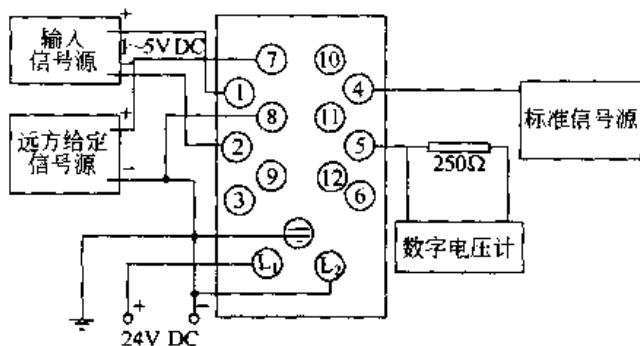 输入
信号源
+
1~5V DC
-
远方给定
信号源
+
-
7
10
1
4
8
11
2
5
9
12
3
6
L₁
L₂
标准信号源
250Ω
数字电压计
+
-
24V DC